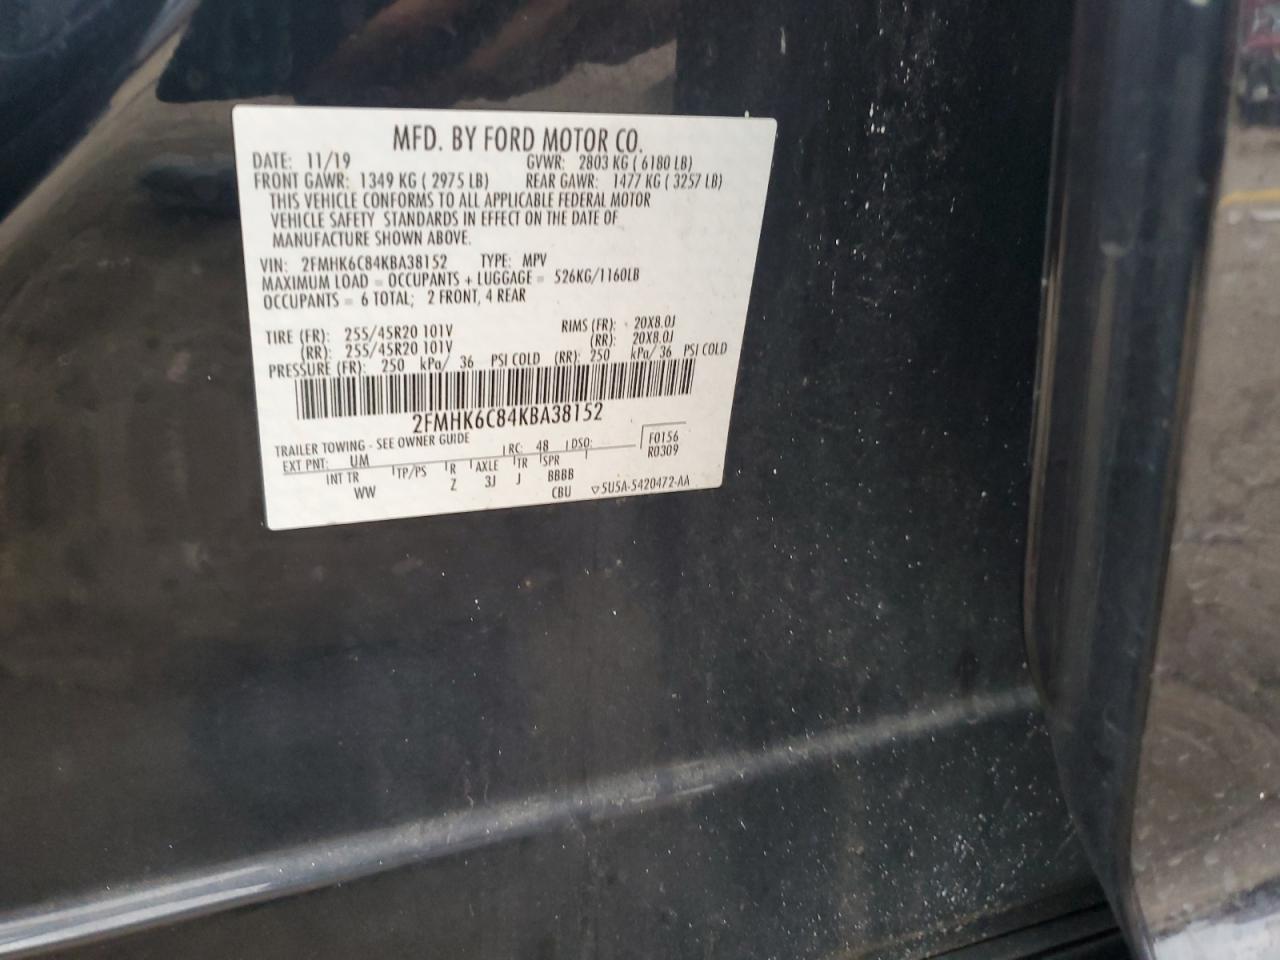 MFD. BY FORD MOTOR CO.
DATE: 11/19 GVWR: 2803 KG ( 6180 LB)
FRONT GAWR: 1349 KG ( 2975 LB) REAR GAWR: 1477 KG ( 3257 LB)
THIS VEHICLE CONFORMS TO ALL APPLICABLE FEDERAL MOTOR
VEHICLE SAFETY STANDARDS IN EFFECT ON THE DATE OF
MANUFACTURE SHOWN ABOVE.
VIN: 2FMHK6C84KBA38152 TYPE: MPV
MAXIMUM LOAD = OCCUPANTS + LUGGAGE = 526KG/1160LB
OCCUPANTS = 6 TOTAL; 2 FRONT, 4 REAR
TIRE (FR): 255/45R20 101V RIMS (FR): 20X8.0J
(RR): 255/45R20 101V (RR): 20X8.0J
PRESSURE (FR): 250 kPa/ 36 PSI COLD (RR): 250 kPa/ 36 PSI COLD
2FMHK6C84KBA38152
TRAILER TOWING - SEE OWNER GUIDE
EXT PNT: UM RC: 48 DSO: F0156
R0309
INT TR TP/PS R AXLE TR SPR
WW Z 3J J BBBB
CBU ▽5U5A-5420472-AA